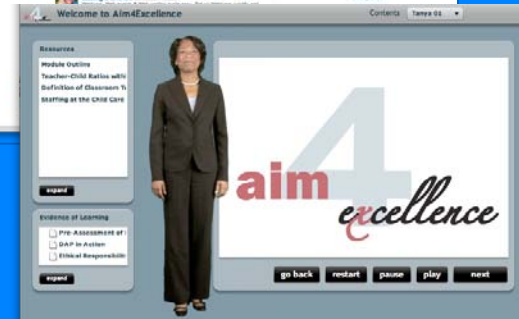 Welcome to Aim4Excellence
Contents
Tanya 01
Resources
Module Outline
Teacher-Child Ratios with
Definition of Classroom T
Staffing at the Child Care
expand
4
aim
excellence
Evidence of Learning
Pre-Assessment of
DAP in Action
Ethical Responsibilit
expand
go back restart pause play next